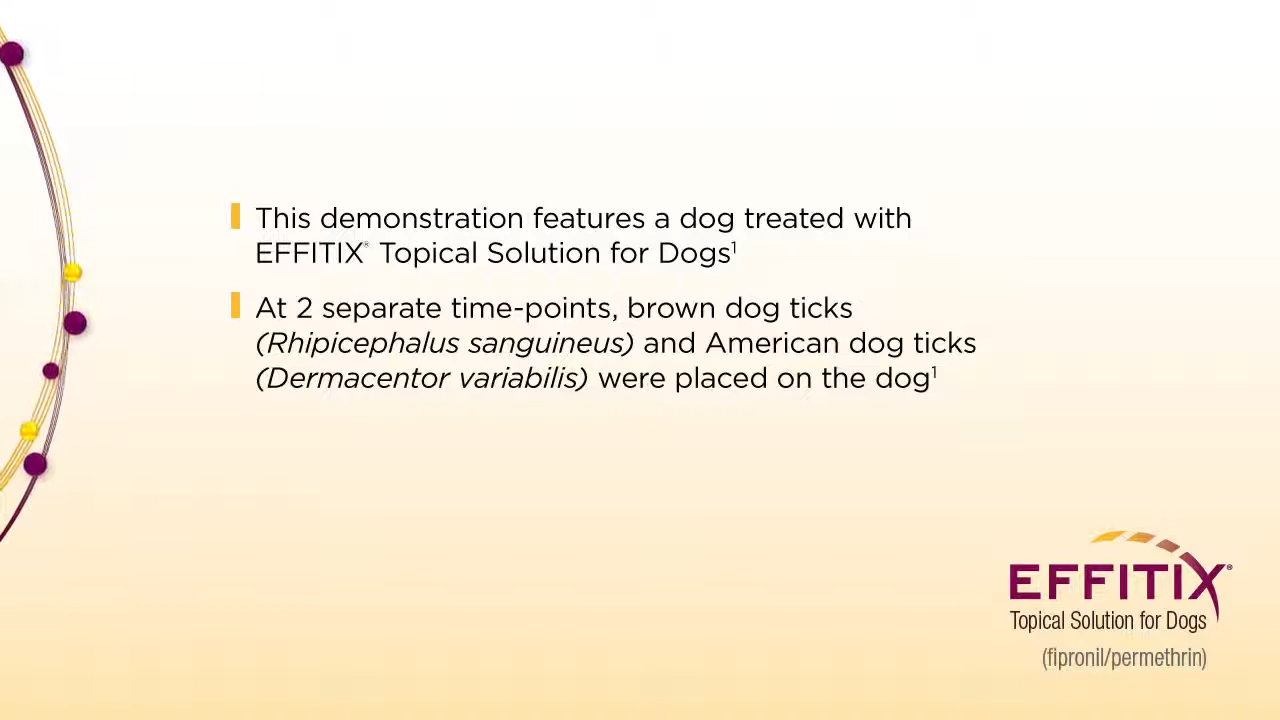 This demonstration features a dog treated with
EFFITIX® Topical Solution for Dogs¹
At 2 separate time-points, brown dog ticks
(Rhipicephalus sanguineus) and American dog ticks
(Dermacentor variabilis) were placed on the dog¹
EFFITIX®
Topical Solution for Dogs
(fipronil/permethrin)